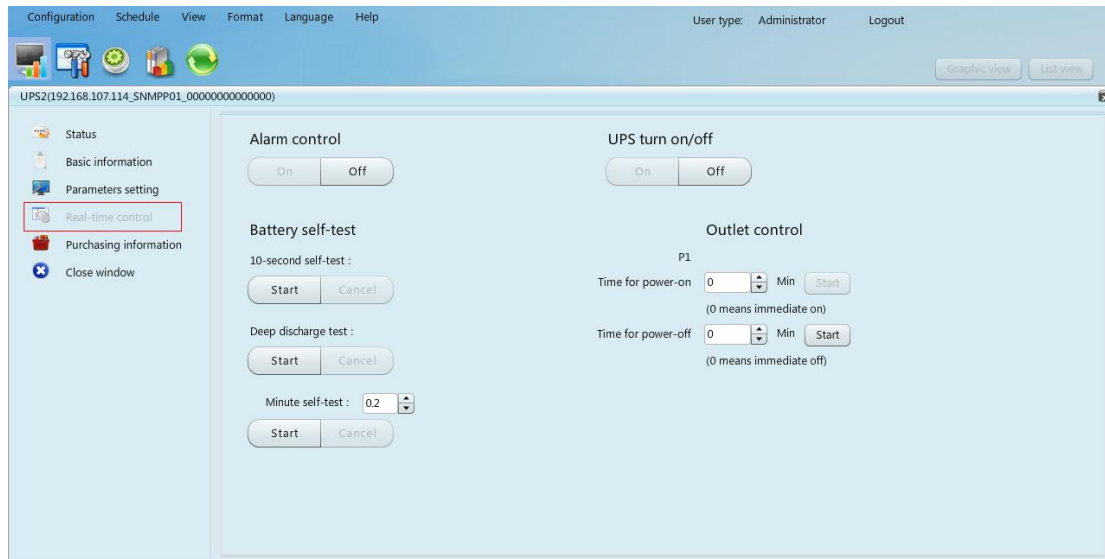 Configuration Schedule View Format Language Help User type: Administrator Logout
Graphic view List view
UPS2(192.168.107.114_SNMPP01_00000000000000)
Status
Basic information
Parameters setting
Real-time control
Purchasing information
Close window
Alarm control
On Off
Battery self-test
10-second self-test :
Start Cancel
Deep discharge test :
Start Cancel
Minute self-test : 0.2
Start Cancel
UPS turn on/off
On Off
Outlet control
P1
Time for power-on 0 Min Start
(0 means immediate on)
Time for power-off 0 Min Start
(0 means immediate off)